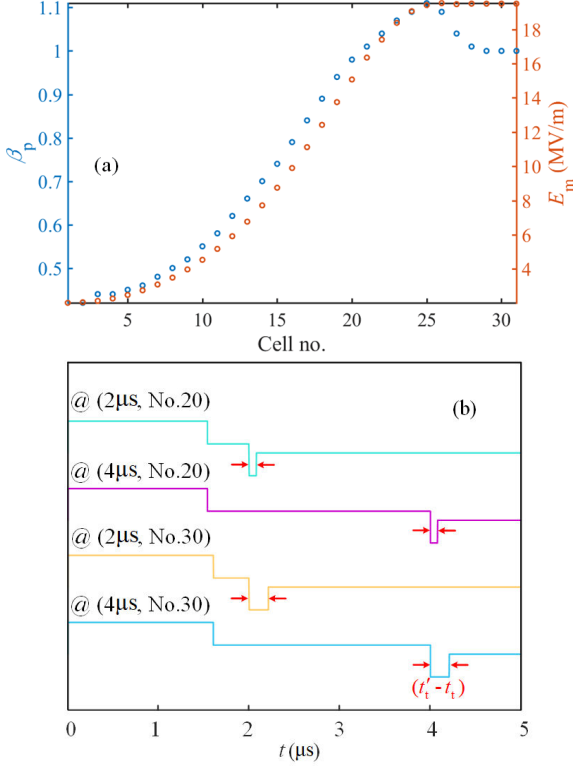 1.1
1
0.9
0.8
0.7
0.6
0.5
βp
(a)
18
16
14
12
10
8
6
4
Em (MV/m)
5 10 15 20 25 30
Cell no.
(b)
@ (2μs, No.20)
@ (4μs, No.20)
@ (2μs, No.30)
@ (4μs, No.30)
(t't - tt)
0 1 2 3 4 5
t (μs)